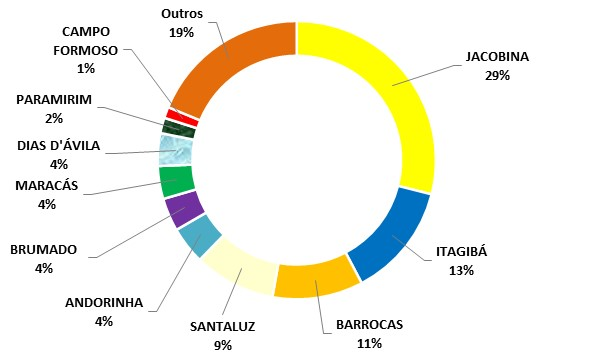 Outros
19%
CAMPO
FORMOSO
1%
PARAMIRIM
2%
DIAS D'ÁVILA
4%
MARACÁS
4%
BRUMADO
4%
ANDORINHA
4%
SANTALUZ
9%
BARROCAS
11%
ITAGIBÁ
13%
JACOBINA
29%